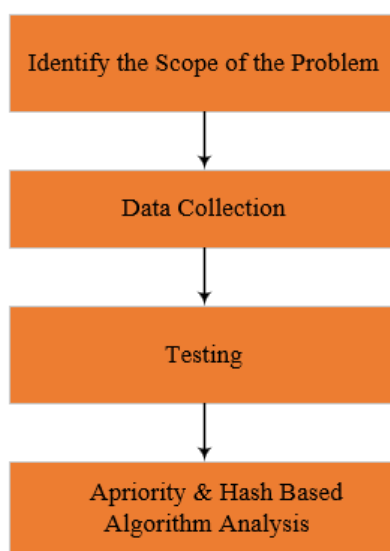 Identify the Scope of the Problem
Data Collection
Testing
Apriority & Hash Based
Algorithm Analysis